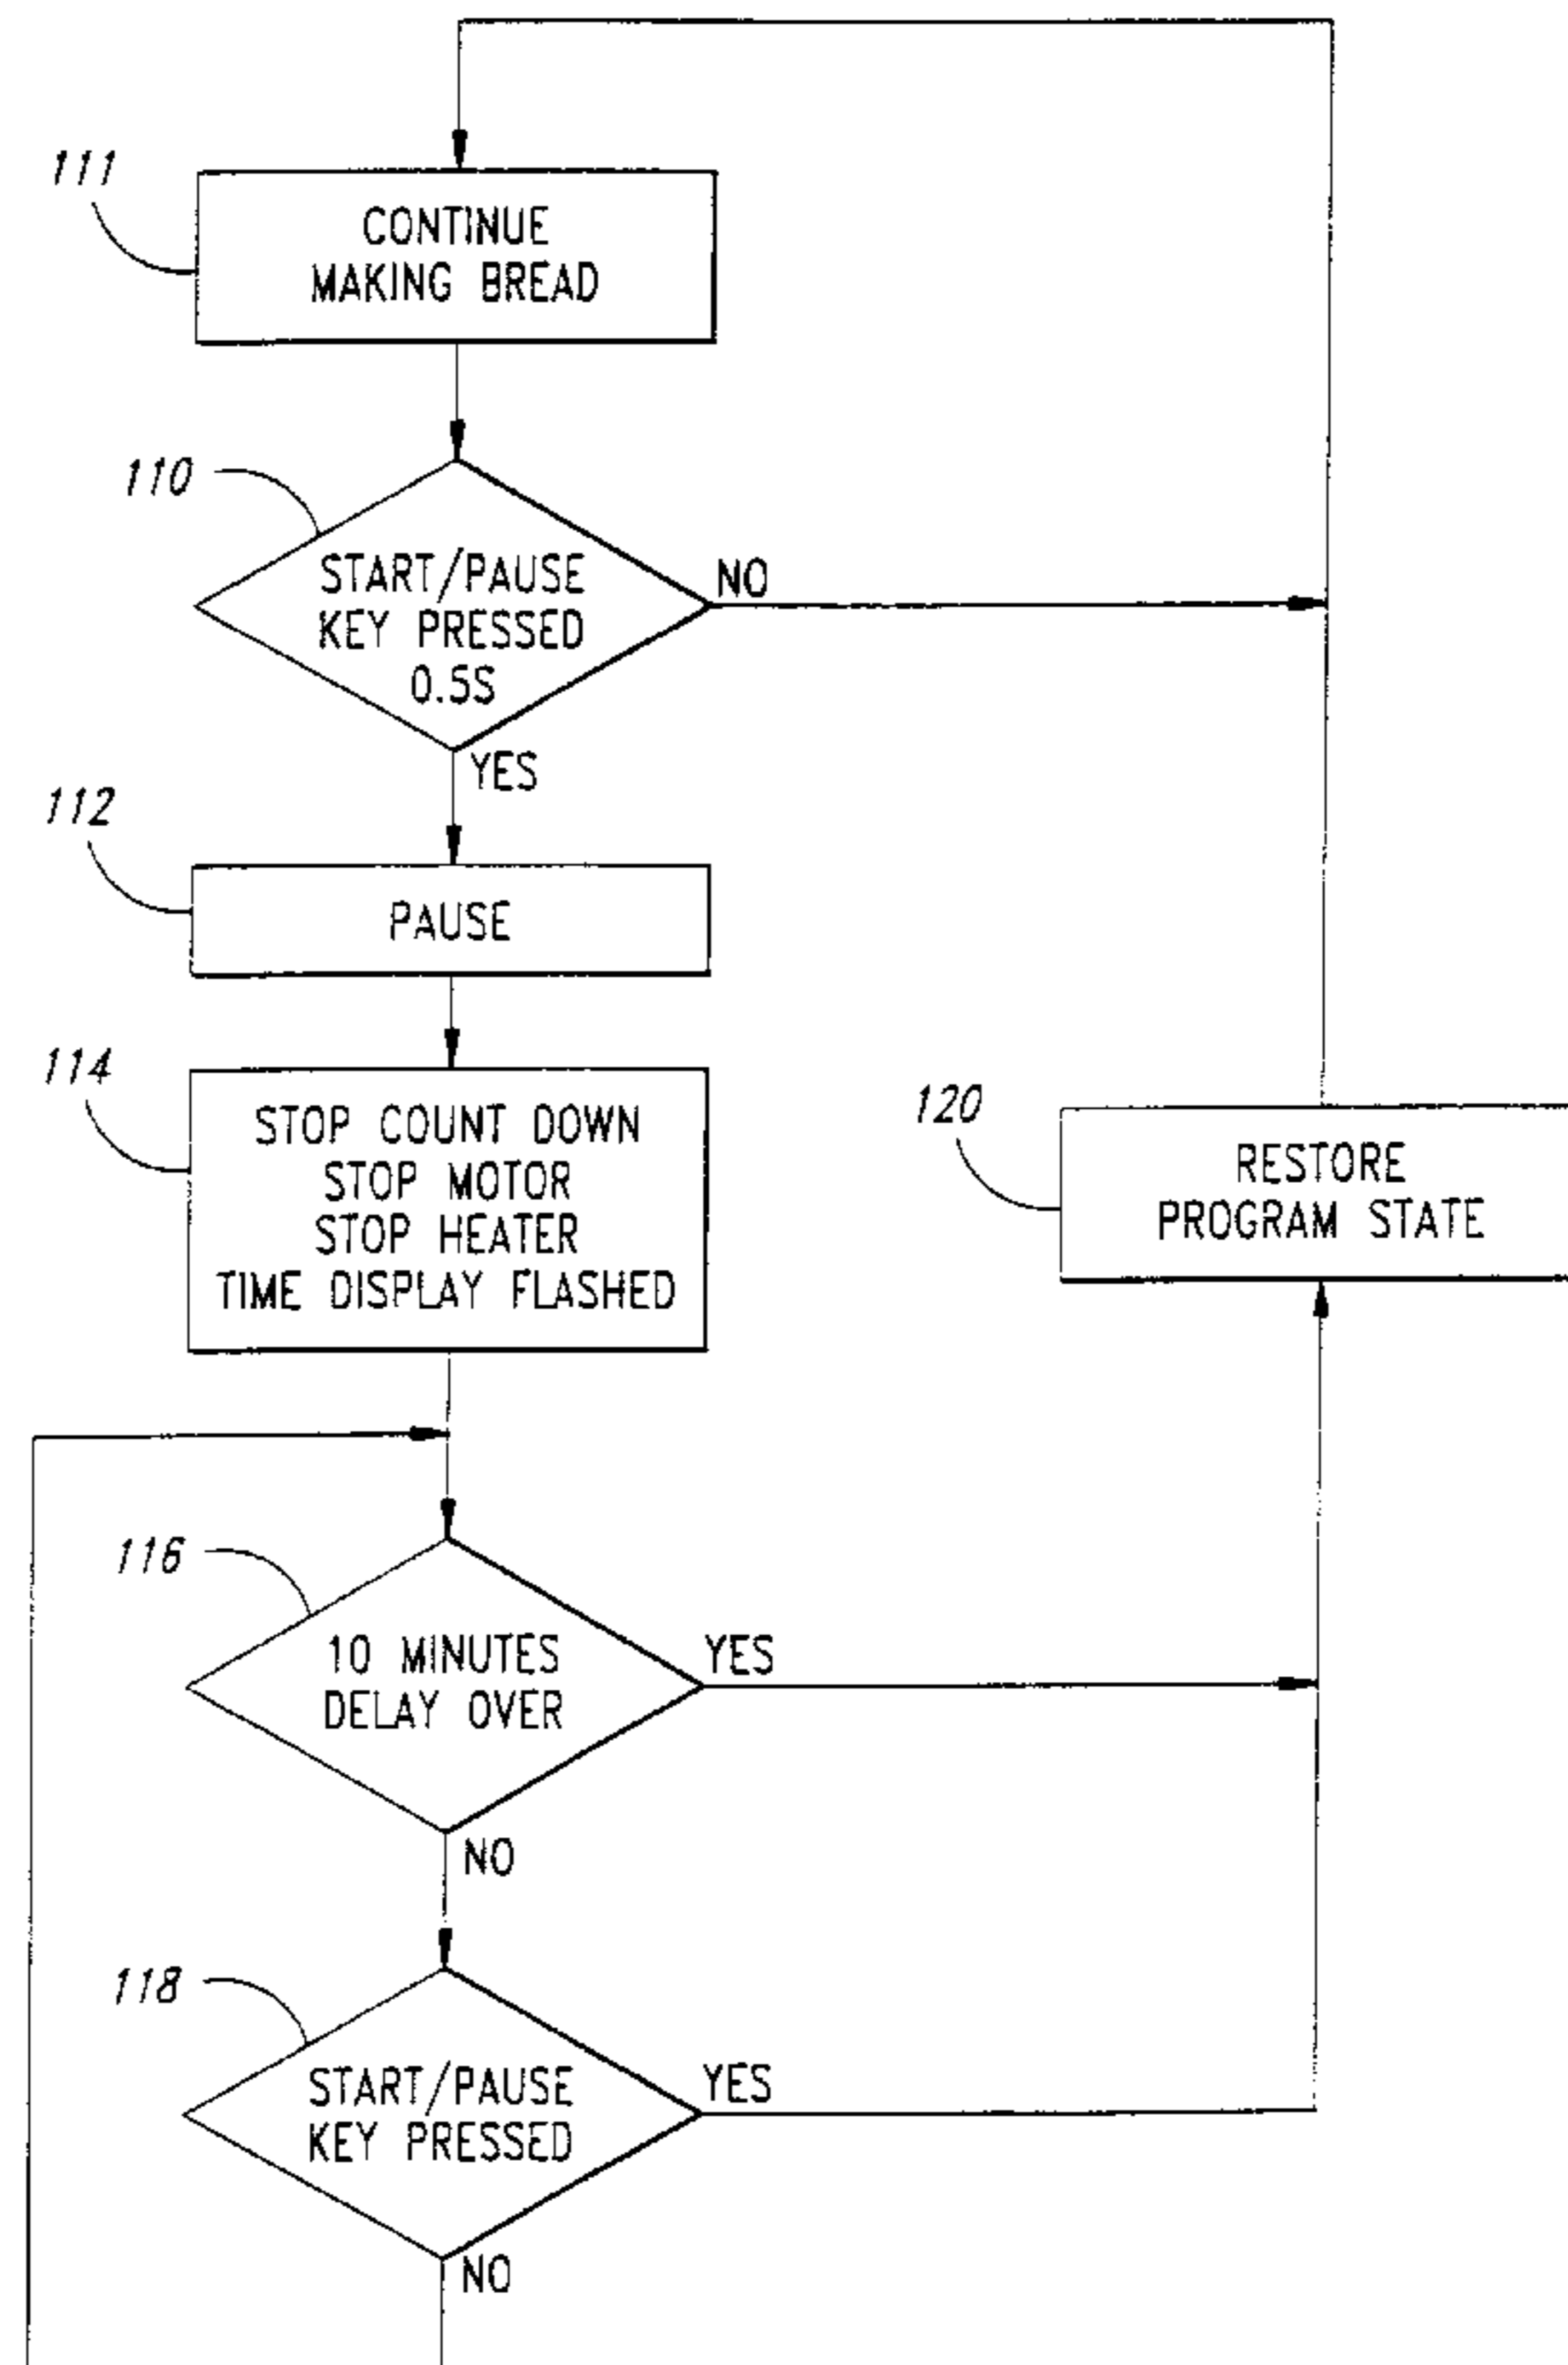 111
CONTINUE
MAKING BREAD
110
START/PAUSE
KEY PRESSED
0.5S
NO
YES
112
PAUSE
114
STOP COUNT DOWN
STOP MOTOR
STOP HEATER
TIME DISPLAY FLASHED
120
RESTORE
PROGRAM STATE
116
10 MINUTES
DELAY OVER
YES
NO
118
START/PAUSE
KEY PRESSED
YES
NO